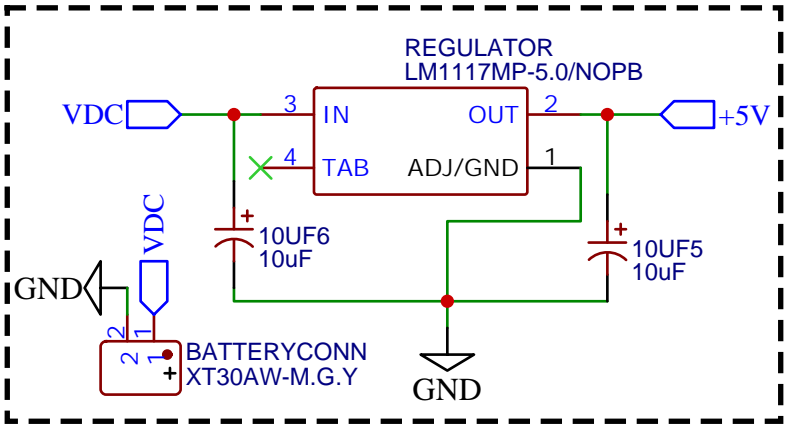 REGULATOR
LM1117MP-5.0/NOPB
VDC
3
IN
OUT
2
+5V
4
TAB
ADJ/GND
1
+
10UF6
10uF
+
10UF5
10uF
VDC
GND
2
1
2
1
+
BATTERYCONN
XT30AW-M.G.Y
GND